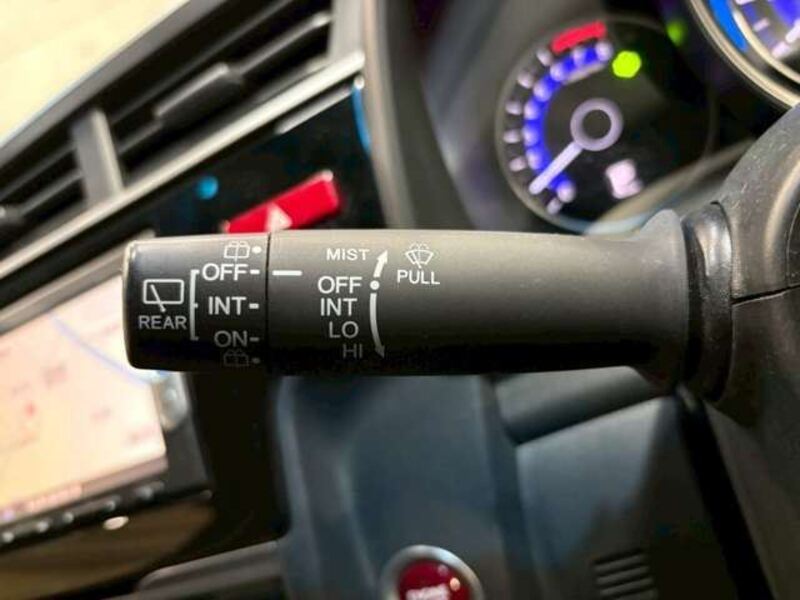 OFF
INT
REAR
ON
MIST
PULL
OFF
INT
LO
HI